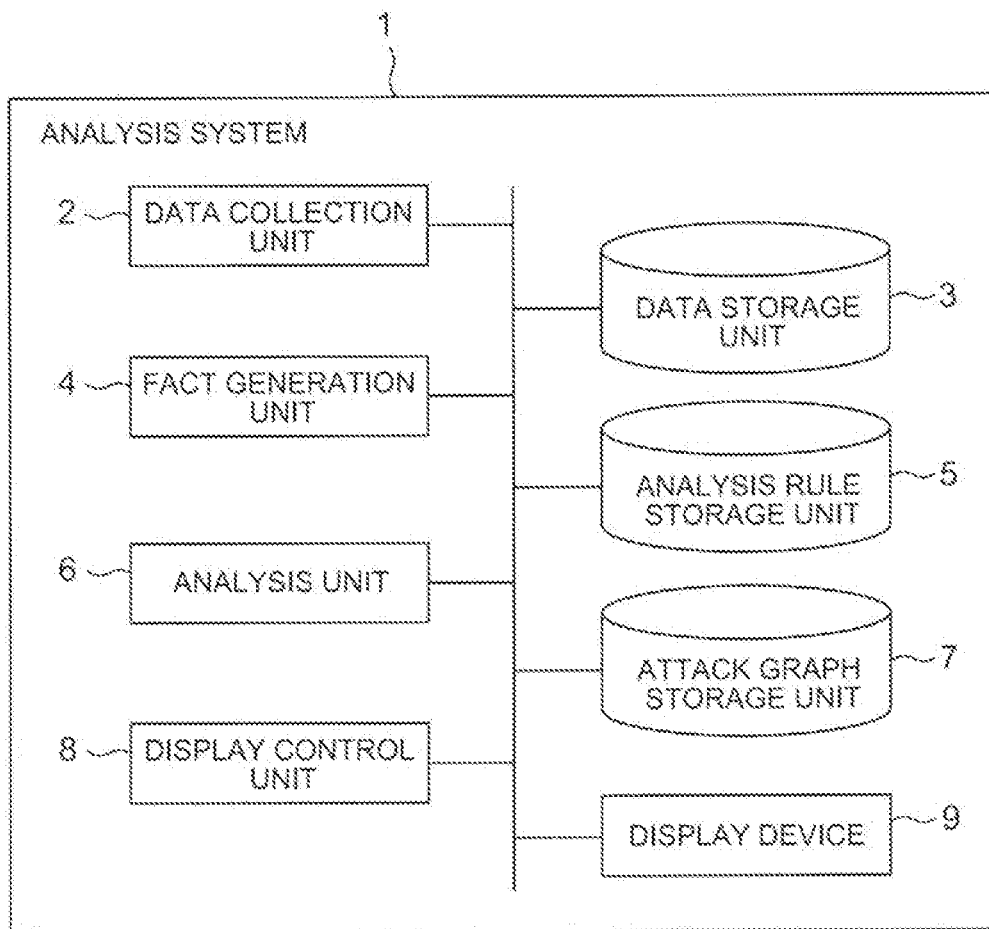 1
ANALYSIS SYSTEM
2
DATA COLLECTION
UNIT
DATA STORAGE
UNIT
3
4
FACT GENERATION
UNIT
ANALYSIS RULE
STORAGE UNIT
5
6
ANALYSIS UNIT
ATTACK GRAPH
STORAGE UNIT
7
8
DISPLAY CONTROL
UNIT
DISPLAY DEVICE
9